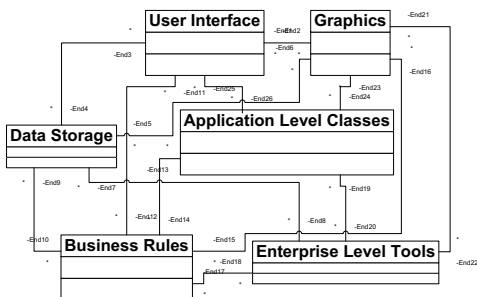 User Interface
Graphics
-End1
-End2
-End21
-End3
-End6
-End16
-End11
-End25
-End23
-End24
-End26
-End4
Application Level Classes
-End5
Data Storage
-End13
-End9
-End7
-End19
-End12
-End14
-End8
-End20
-End10
-End15
Business Rules
Enterprise Level Tools
-End18
-End17
-End22